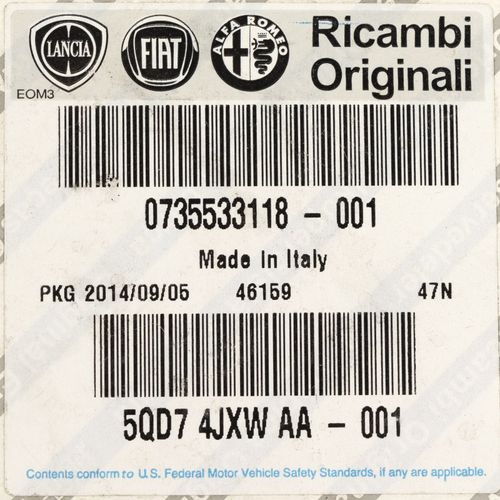 LANCIA FIAT ALFA ROMEO Ricambi
Originali
EOM3
0735533118 - 001
Made In Italy
PKG 2014/09/05 46159 47N
5QD7 4JXW AA - 001
Contents conform to U.S. Federal Motor Vehicle Safety Standards, if any are applicable.